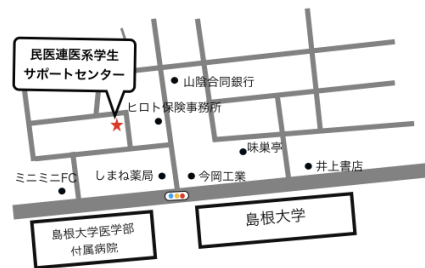 民医連医系学生
サポートセンター
山陰合同銀行
ヒロト保険事務所
味巣亭
井上書店
ミニミニFC
しまね薬局
今岡工業
島根大学医学部
付属病院
島根大学